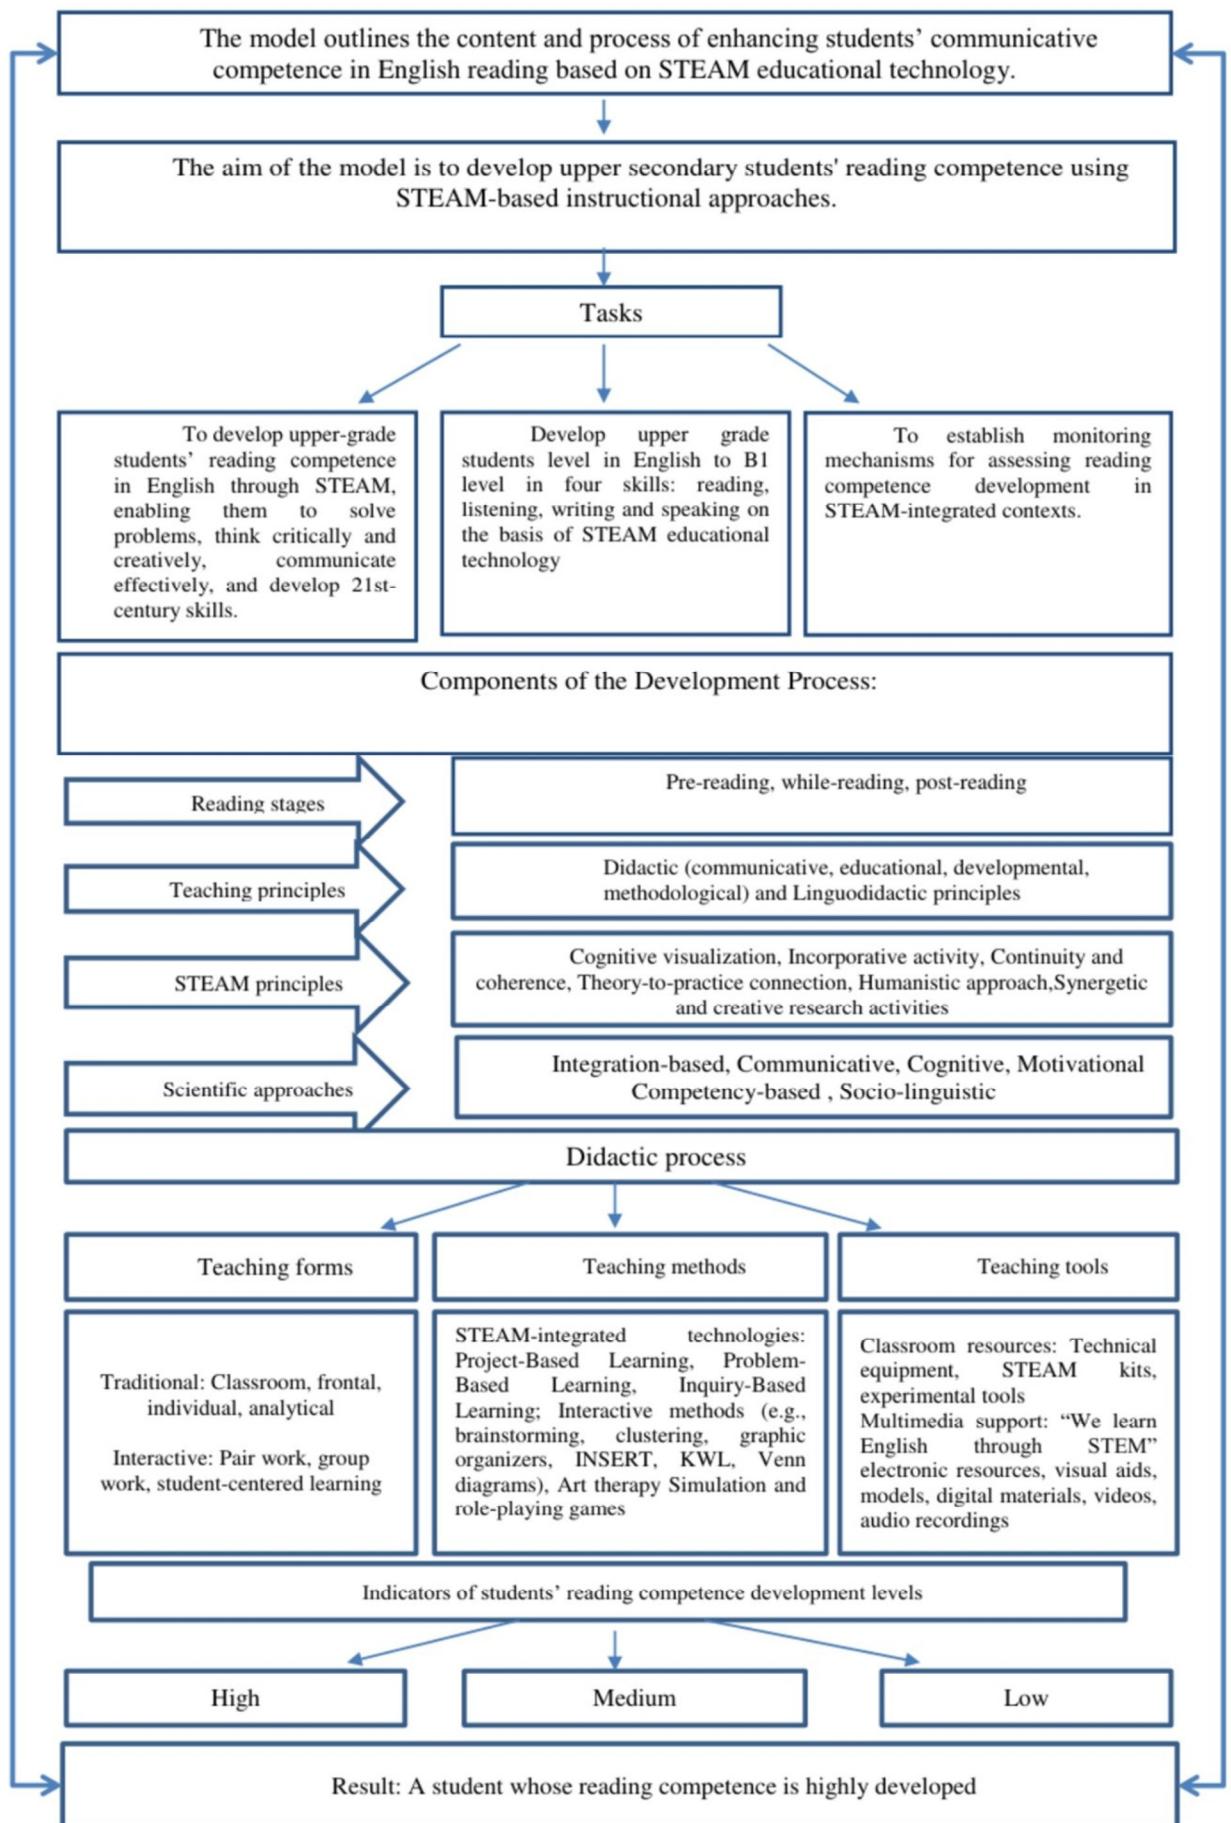 The model outlines the content and process of enhancing students’ communicative
competence in English reading based on STEAM educational technology.
The aim of the model is to develop upper secondary students' reading competence using
STEAM-based instructional approaches.
Tasks
To develop upper-grade
students’ reading competence
in English through STEAM,
enabling them to solve
problems, think critically and
creatively, communicate
effectively, and develop 21st-
century skills.
Develop upper grade
students level in English to B1
level in four skills: reading,
listening, writing and speaking on
the basis of STEAM educational
technology
To establish monitoring
mechanisms for assessing reading
competence development in
STEAM-integrated contexts.
Components of the Development Process:
Reading stages
Pre-reading, while-reading, post-reading
Teaching principles
Didactic (communicative, educational, developmental,
methodological) and Linguodidactic principles
STEAM principles
Cognitive visualization, Incorporative activity, Continuity and
coherence, Theory-to-practice connection, Humanistic approach,Synergetic
and creative research activities
Scientific approaches
Integration-based, Communicative, Cognitive, Motivational
Competency-based , Socio-linguistic
Didactic process
Teaching forms
Teaching methods
Teaching tools
Traditional: Classroom, frontal,
individual, analytical
Interactive: Pair work, group
work, student-centered learning
STEAM-integrated technologies:
Project-Based Learning, Problem-
Based Learning, Inquiry-Based
Learning; Interactive methods (e.g.,
brainstorming, clustering, graphic
organizers, INSERT, KWL, Venn
diagrams), Art therapy Simulation and
role-playing games
Classroom resources: Technical
equipment, STEAM kits,
experimental tools
Multimedia support: “We learn
English through STEM”
electronic resources, visual aids,
models, digital materials, videos,
audio recordings
Indicators of students’ reading competence development levels
High
Medium
Low
Result: A student whose reading competence is highly developed